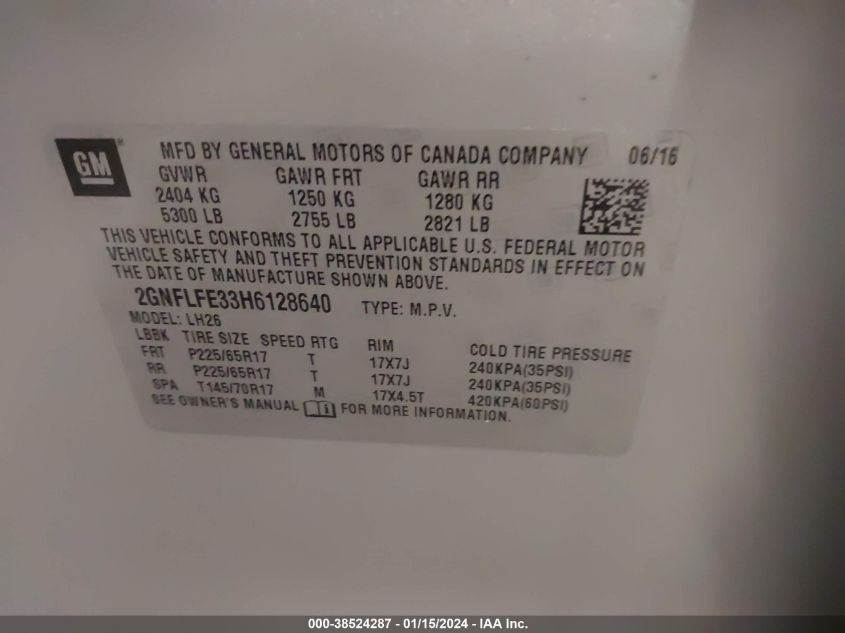 GM MFD BY GENERAL MOTORS OF CANADA COMPANY 06/16
GVWR GAWR FRT GAWR RR
2404 KG 1250 KG 1280 KG
5300 LB 2755 LB 2821 LB
THIS VEHICLE CONFORMS TO ALL APPLICABLE U.S. FEDERAL MOTOR
VEHICLE SAFETY AND THEFT PREVENTION STANDARDS IN EFFECT ON
THE DATE OF MANUFACTURE SHOWN ABOVE.
2GNFLFE33H6128640 TYPE: M.P.V.
MODEL: LH26
LBBK TIRE SIZE SPEED RTG RIM COLD TIRE PRESSURE
FRT P225/65R17 T 17X7J 240KPA(35PSI)
RR P225/65R17 T 17X7J 240KPA(35PSI)
SPA T145/70R17 M 17X4.5T 420KPA(60PSI)
SEE OWNER'S MANUAL FOR MORE INFORMATION.
000-38524287 - 01/15/2024 - IAA Inc.